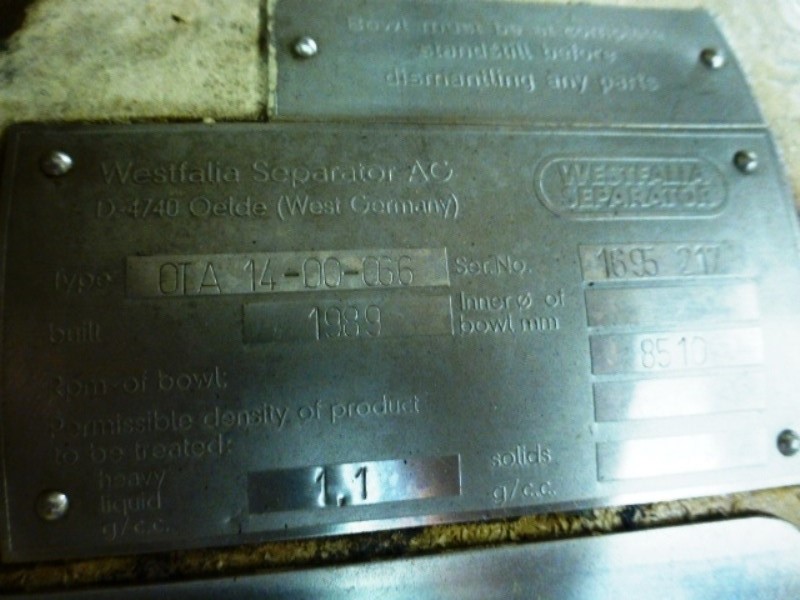 Bowl must be at complete
standstill before
dismantling any parts
Westfalia Separator AG
WESTFALIA
SEPARATOR
D-4740 Oelde (West Germany)
type OTA 14-00-066 Ser.No. 1695 217
built 1989 Inner ø of
bowl mm
8510
Rpm-of bowl:
Permissible density of product
to be treated:
heavy
liquid
g/c.c. 1.1 solids
g/c.c.